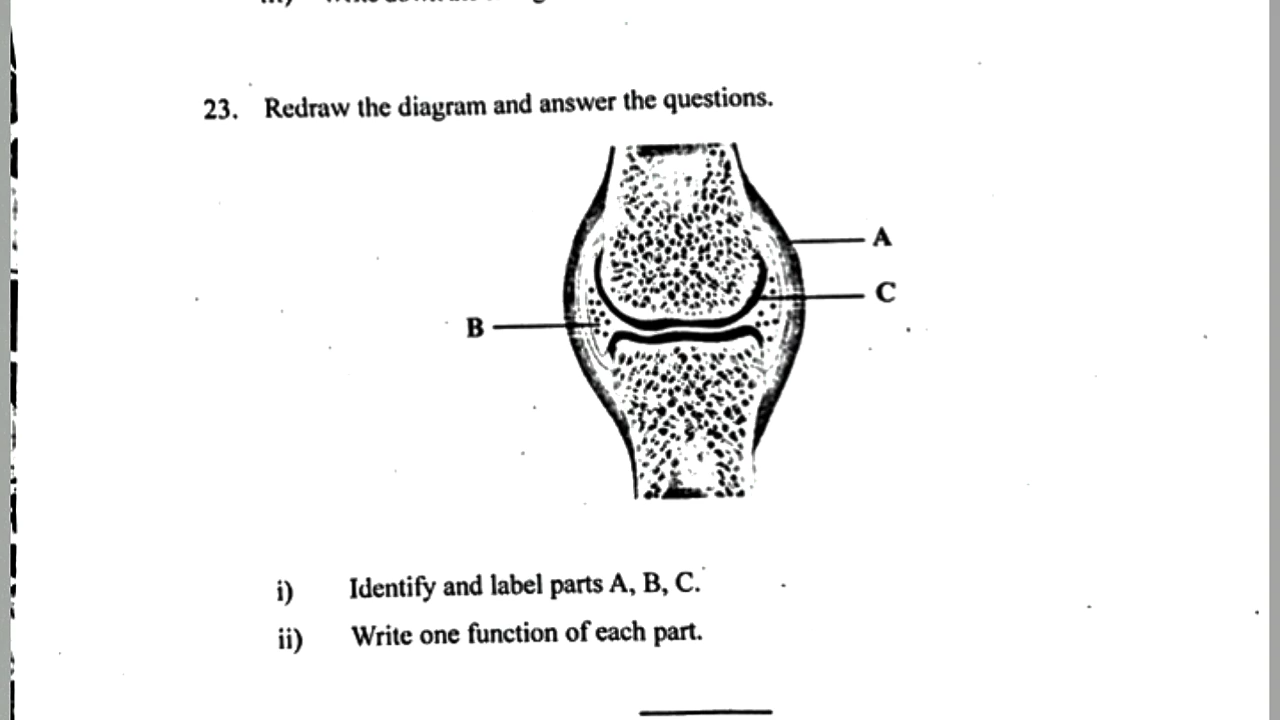 23. Redraw the diagram and answer the questions.
A
C
B
i) Identify and label parts A, B, C.
ii) Write one function of each part.